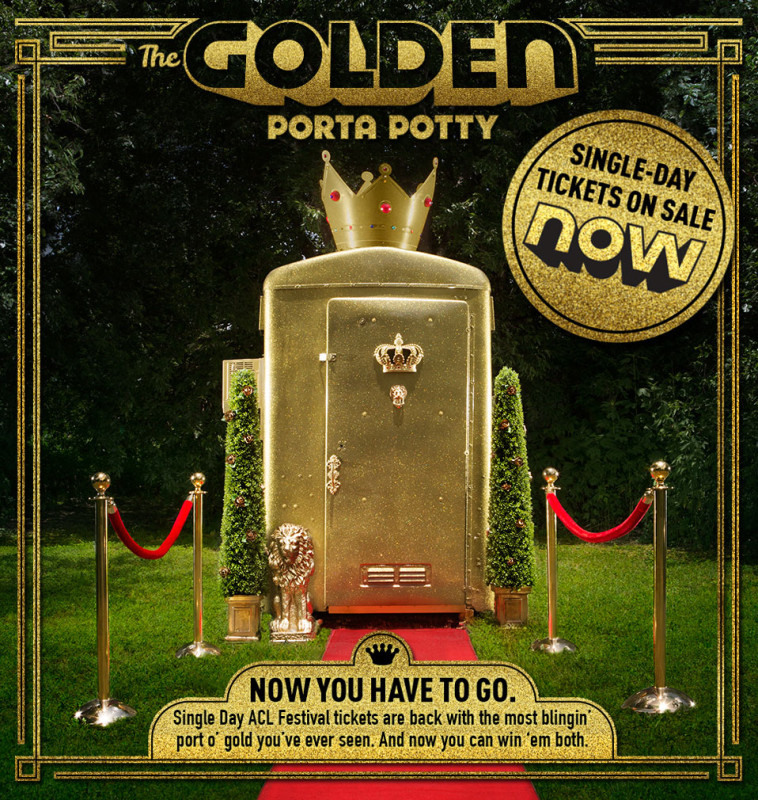 The GOLDEN
PORTA POTTY
SINGLE-DAY
TICKETS ON SALE
NOW
NOW YOU HAVE TO GO.
Single Day ACL Festival tickets are back with the most blingin'
port o' gold you've ever seen. And now you can win 'em both.